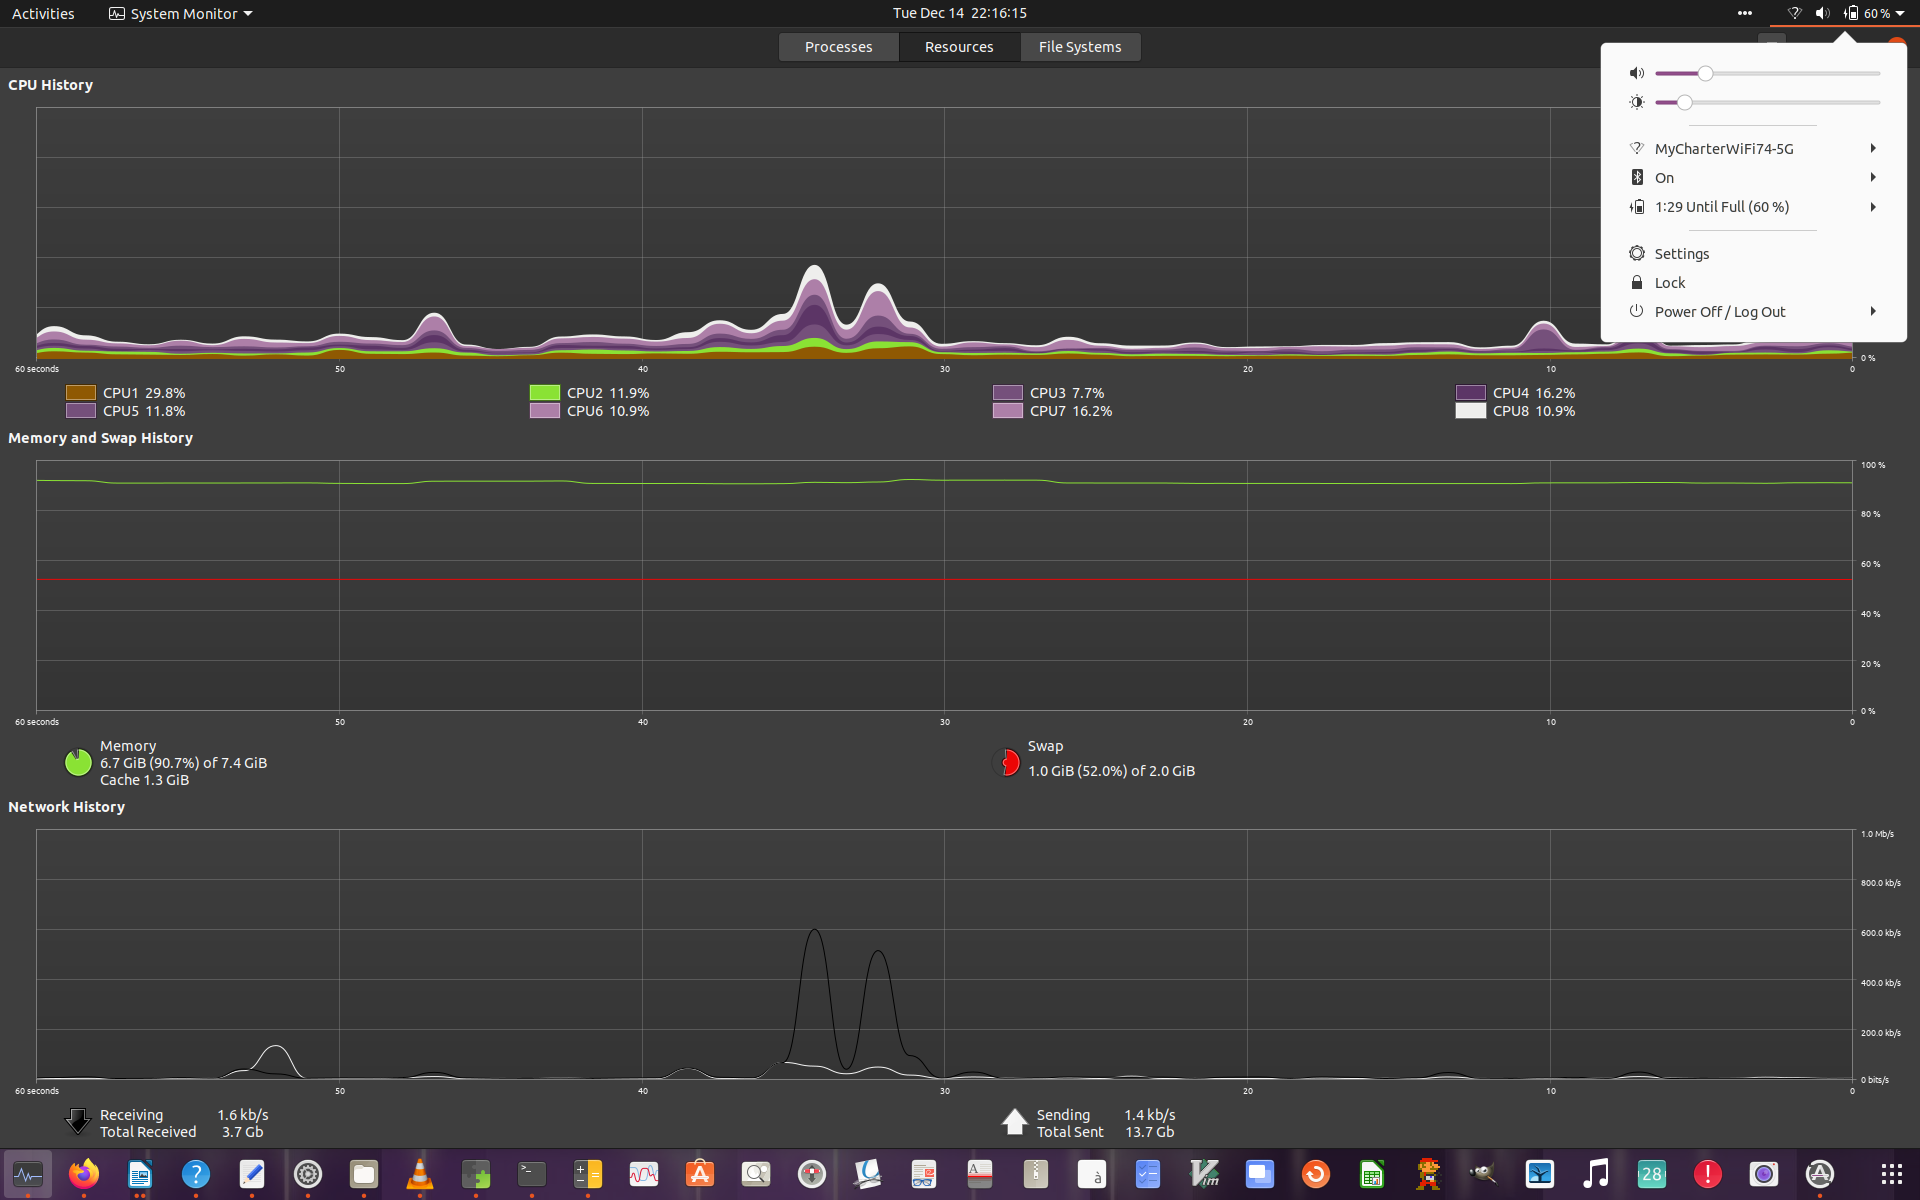 Activities System Monitor Tue Dec 14 22:16:15 60 %
Processes Resources File Systems
CPU History
MyCharterWiFi74-5G
On
1:29 Until Full (60 %)
Settings
Lock
Power Off / Log Out
0 %
60 seconds 50 40 30 20 10 0
CPU1 29.8% CPU2 11.9% CPU3 7.7% CPU4 16.2%
CPU5 11.8% CPU6 10.9% CPU7 16.2% CPU8 10.9%
Memory and Swap History
100 %
80 %
60 %
40 %
20 %
0 %
60 seconds 50 40 30 20 10 0
Memory
6.7 GiB (90.7%) of 7.4 GiB
Cache 1.3 GiB
Swap
1.0 GiB (52.0%) of 2.0 GiB
Network History
1.0 Mb/s
800.0 kb/s
600.0 kb/s
400.0 kb/s
200.0 kb/s
0 bits/s
60 seconds 50 40 30 20 10 0
Receiving 1.6 kb/s
Total Received 3.7 Gb
Sending 1.4 kb/s
Total Sent 13.7 Gb
? >_ A à Vim 28 !